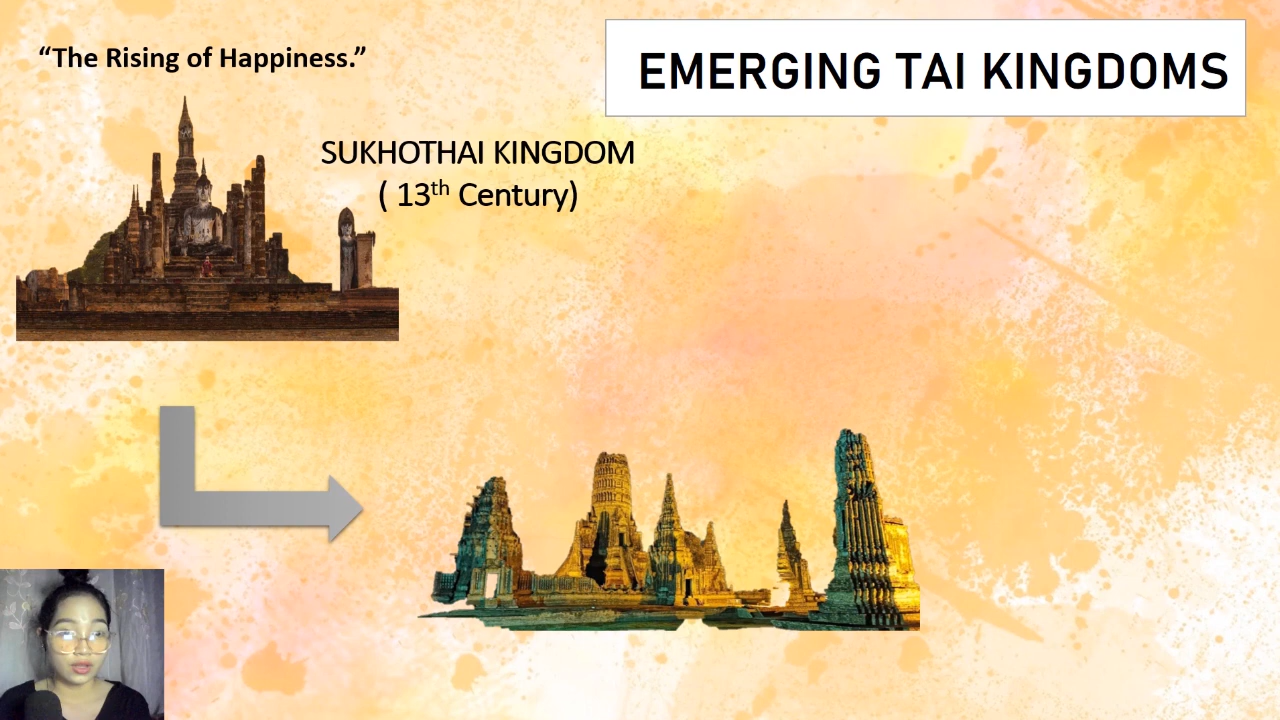 “The Rising of Happiness.”
EMERGING TAI KINGDOMS
SUKHOTHAI KINGDOM
( 13th Century)